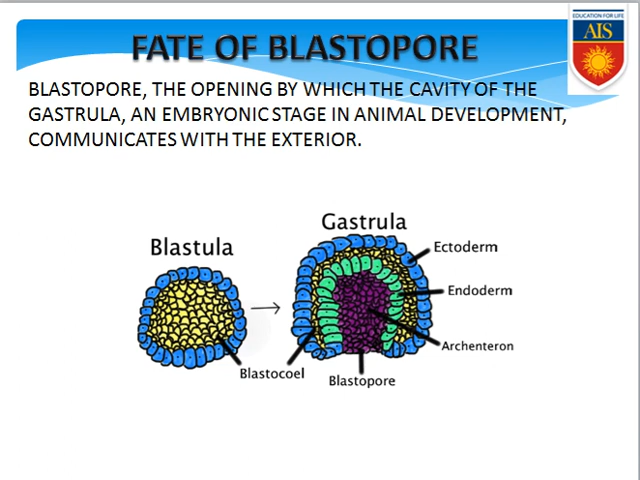 EDUCATION FOR LIFE
AIS
FATE OF BLASTOPORE
BLASTOPORE, THE OPENING BY WHICH THE CAVITY OF THE
GASTRULA, AN EMBRYONIC STAGE IN ANIMAL DEVELOPMENT,
COMMUNICATES WITH THE EXTERIOR.
Gastrula
Blastula
Ectoderm
Endoderm
Archenteron
Blastocoel
Blastopore